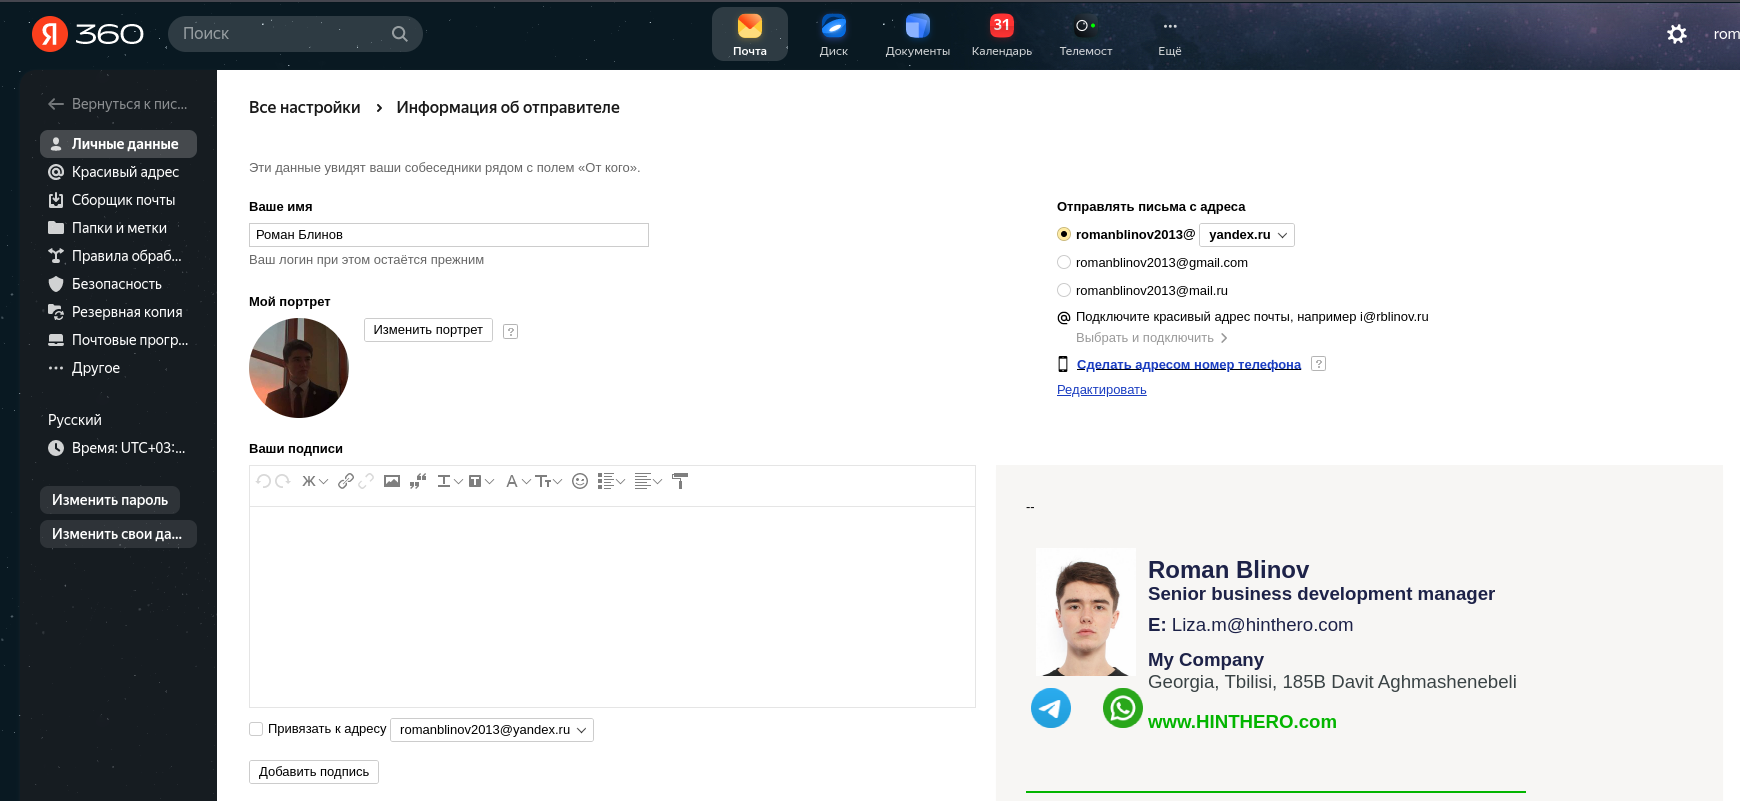 Я 360
Поиск
Почта
Диск
Документы
31
Календарь
Телемост
Ещё
rom
Вернуться к пис...
Личные данные
Красивый адрес
Сборщик почты
Папки и метки
Правила обраб...
Безопасность
Резервная копия
Почтовые прогр...
Другое
Русский
Время: UTC+03:...
Изменить пароль
Изменить свои да...
Все настройки › Информация об отправителе
Эти данные увидят ваши собеседники рядом с полем «От кого».
Ваше имя
Роман Блинов
Ваш логин при этом остаётся прежним
Мой портрет
Изменить портрет ?
Отправлять письма с адреса
romanblinov2013@ yandex.ru
romanblinov2013@gmail.com
romanblinov2013@mail.ru
Подключите красивый адрес почты, например i@rblinov.ru
Выбрать и подключить
Сделать адресом номер телефона ?
Редактировать
Ваши подписи
Ж
Привязать к адресу romanblinov2013@yandex.ru
Добавить подпись
--
Roman Blinov
Senior business development manager
E: Liza.m@hinthero.com
My Company
Georgia, Tbilisi, 185B Davit Aghmashenebeli
www.HINTHERO.com